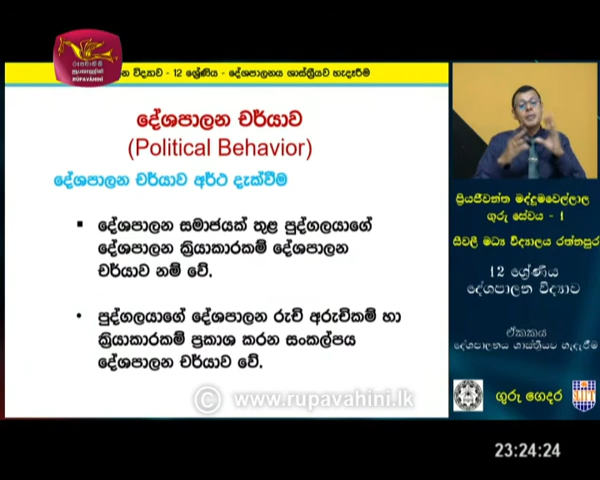 රූපවාහිනී
RUPAVAHINI
න විද්‍යාව - 12 ශ්‍රේණිය - දේශපාලනය ශාස්ත්‍රීයව හැදෑරීම
දේශපාලන චර්යාව
(Political Behavior)
දේශපාලන චර්යාව අර්ථ දැක්වීම
▪ දේශපාලන සමාජයක් තුළ පුද්ගලයාගේ
දේශපාලන ක්‍රියාකාරකම් දේශපාලන
චර්යාව නම් වේ.
• පුද්ගලයාගේ දේශපාලන රුචි අරුචිකම් හා
ක්‍රියාකාරකම් ප්‍රකාශ කරන සංකල්පය
දේශපාලන චර්යාව වේ.
© www.rupavahini.lk
ප්‍රියජීවන්ත මද්දුමවෙල්ලාල
ගුරු සේවය - 1
සීවලී මධ්‍ය විද්‍යාලය රත්නපුර
12 ශ්‍රේණිය
දේශපාලන විද්‍යාව
ඒකකය
දේශපාලනය ශාස්ත්‍රීයව හැදෑරීම
ගුරු ගෙදර
23:24:24